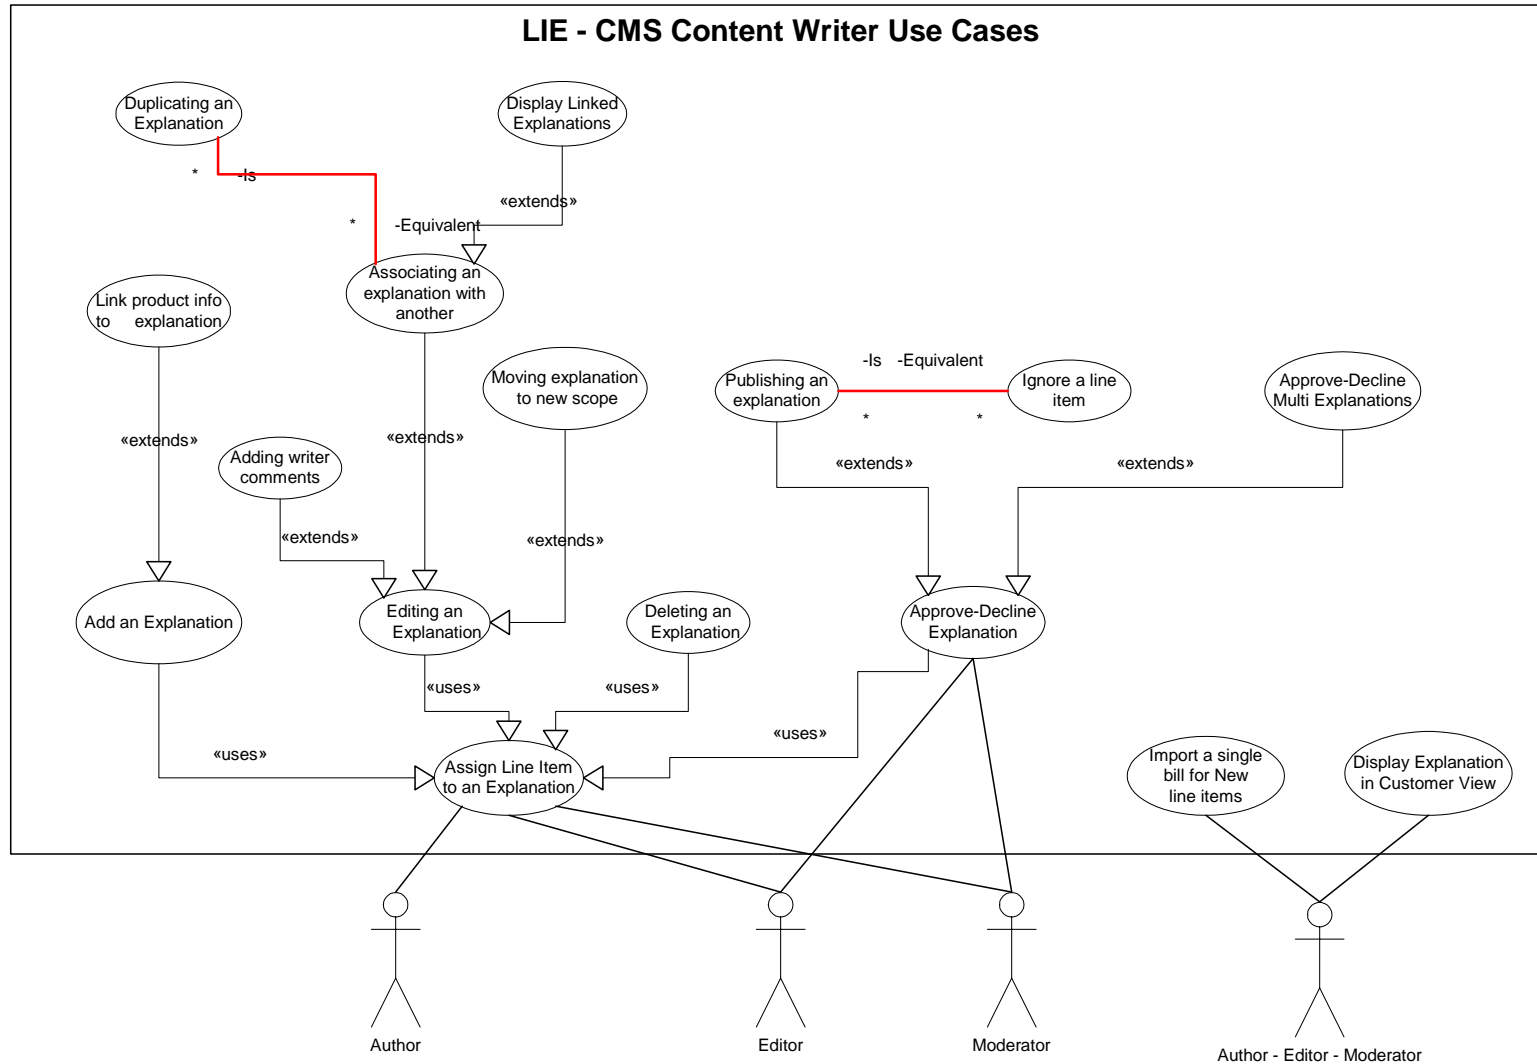 LIE - CMS Content Writer Use Cases
Duplicating an
Explanation
Display Linked
Explanations
* -Is
«extends»
* -Equivalent
Associating an
explanation with
another
Link product info
to explanation
Moving explanation
to new scope
Publishing an
explanation
-Is -Equivalent
* *
Ignore a line
item
Approve-Decline
Multi Explanations
«extends»
«extends»
Adding writer
comments
«extends»
«extends»
«extends»
«extends»
Add an Explanation
Editing an
Explanation
Deleting an
Explanation
Approve-Decline
Explanation
«uses»
«uses»
«uses»
«uses»
Assign Line Item
to an Explanation
Import a single
bill for New
line items
Display Explanation
in Customer View
Author
Editor
Moderator
Author - Editor - Moderator